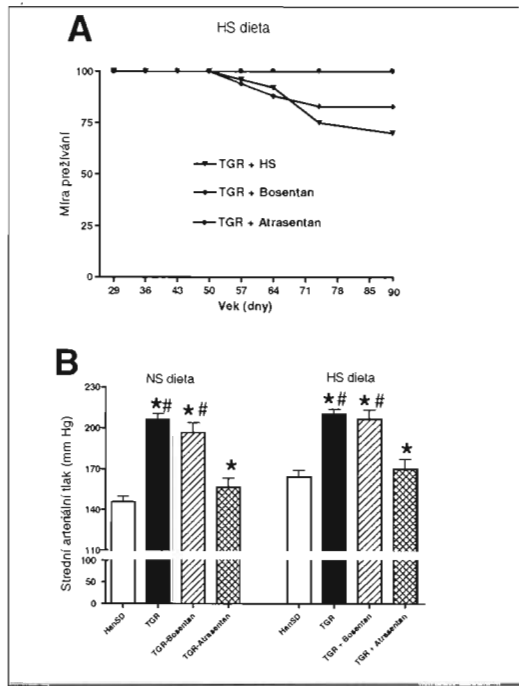 A
HS dieta
Míra prežívání
100
75
50
25
0
TGR + HS
TGR + Bosentan
TGR + Atrasentan
29 36 43 50 57 64 71 78 85 90
Vek (dny)
B
NS dieta
HS dieta
Strední arteriální tlak (mm Hg)
230
200
170
140
110
100
50
0
*# *# * *# *# *
HanSD TGR TGR-Bosentan TGR-Atrasentan HanSD TGR TGR + Bosentan TGR + Atrasentan